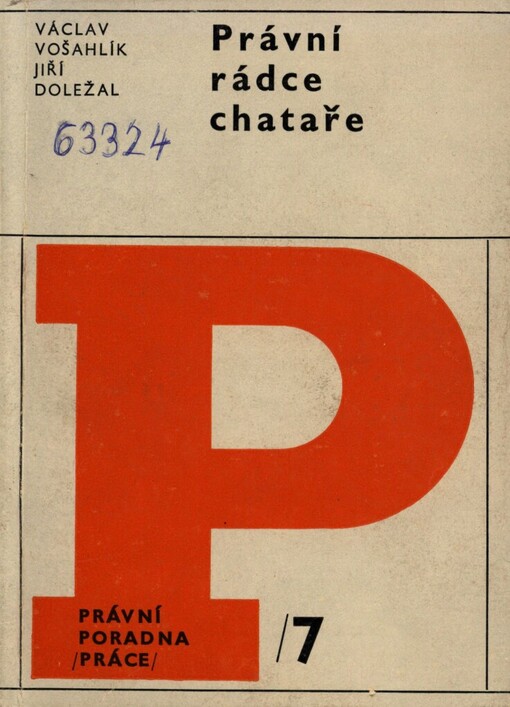 VÁCLAV
VOŠAHLÍK
JIŘÍ
DOLEŽAL
Právní
rádce
chataře
63324
P
PRÁVNÍ
PORADNA
/PRÁCE/
/7